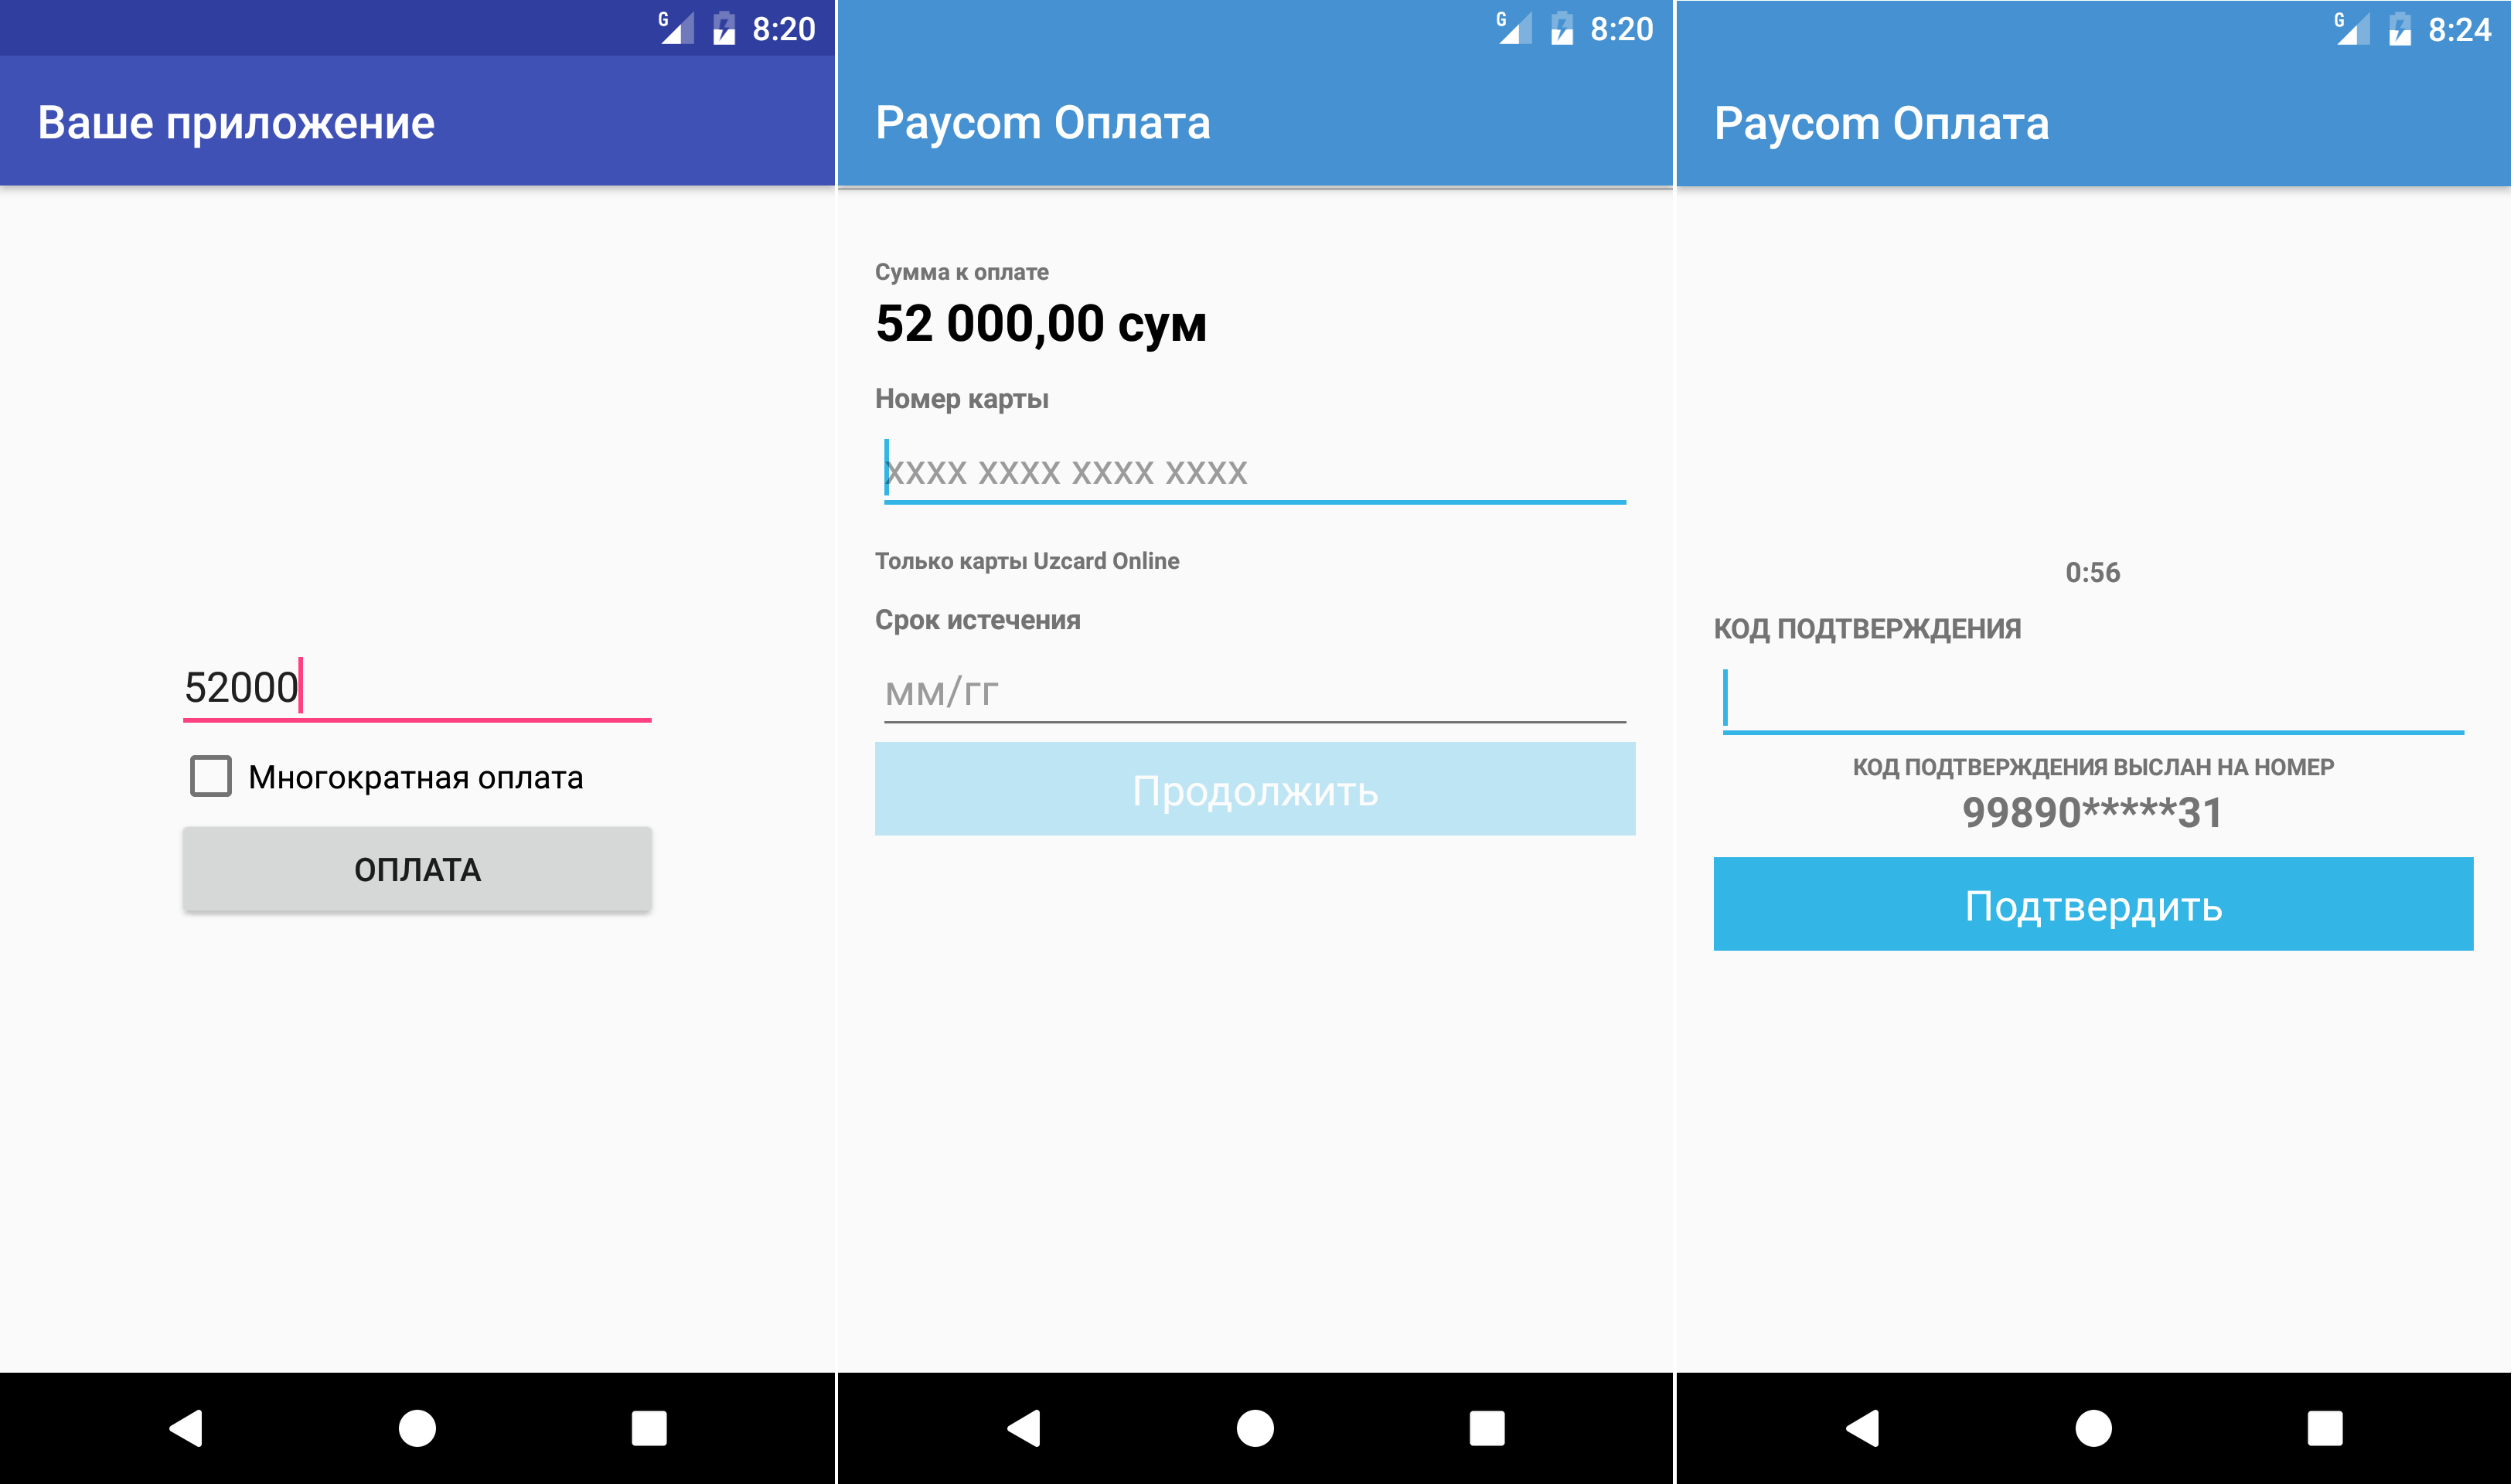 G 8:20
Ваше приложение
52000
Многократная оплата
ОПЛАТА
G 8:20
Paycom Оплата
Сумма к оплате
52 000,00 сум
Номер карты
XXXX XXXX XXXX XXXX
Только карты Uzcard Online
Срок истечения
мм/гг
Продолжить
G 8:24
Paycom Оплата
0:56
КОД ПОДТВЕРЖДЕНИЯ
КОД ПОДТВЕРЖДЕНИЯ ВЫСЛАН НА НОМЕР
99890*****31
Подтвердить